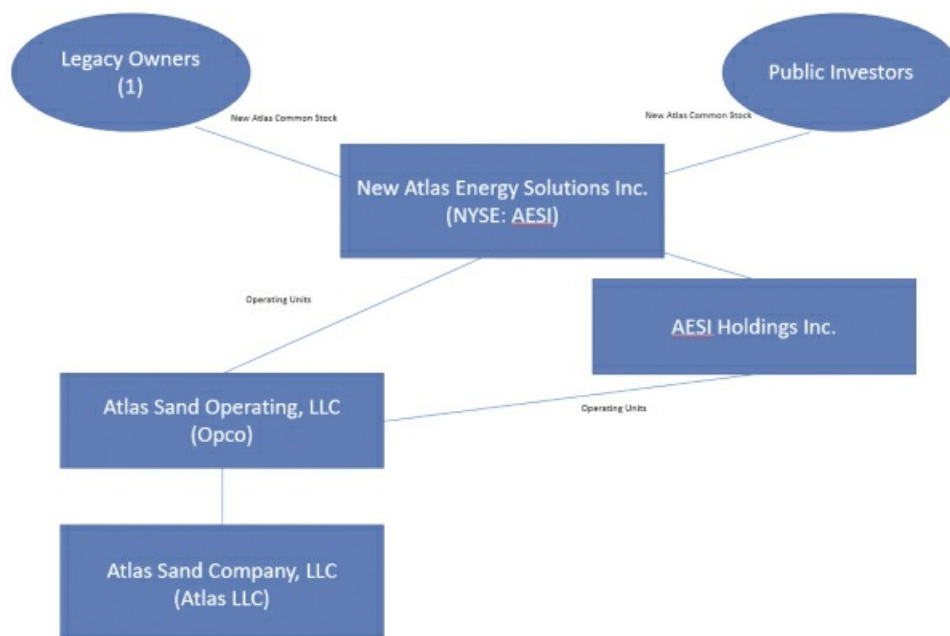 Legacy Owners
(1)
Public Investors
New Atlas Common Stock
New Atlas Common Stock
New Atlas Energy Solutions Inc.
(NYSE: AESI)
Operating Units
AESI Holdings Inc.
Atlas Sand Operating, LLC
(Opco)
Operating Units
Atlas Sand Company, LLC
(Atlas LLC)